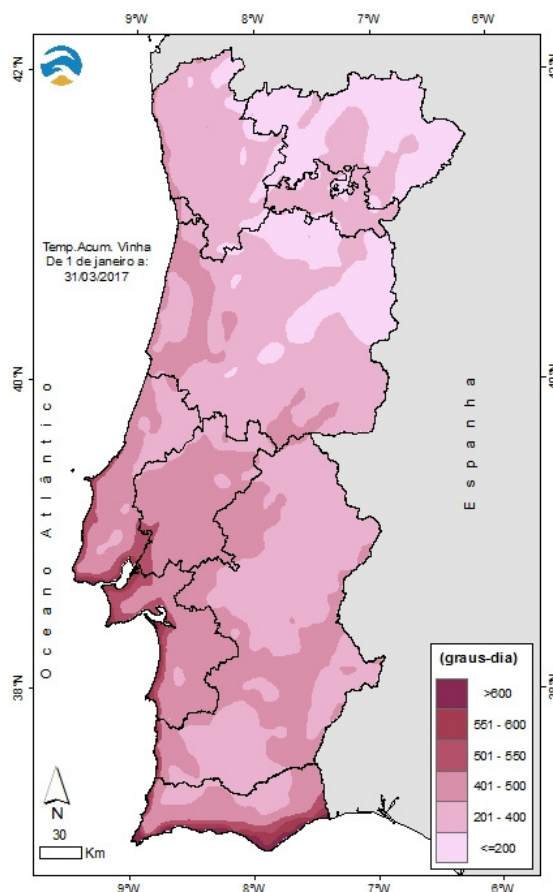 9°W
8°W
7°W
6°W
42°N
42°N
Temp.Acum. Vinha
De 1 de janeiro a:
31/03/2017
40°N
40°N
Oceano Atlântico
Espanha
38°N
38°N
(graus-dia)
>600
551 - 600
501 - 550
401 - 500
201 - 400
<=200
N
30
Km
9°W
8°W
7°W
6°W